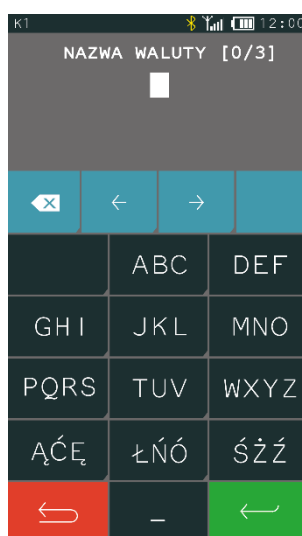 K1 12:00
NAZWA WALUTY [0/3]
ABC DEF
GHI JKL MNO
PQRS TUV WXYZ
ĄĆĘ ŁŃÓ ŚŻŹ
_